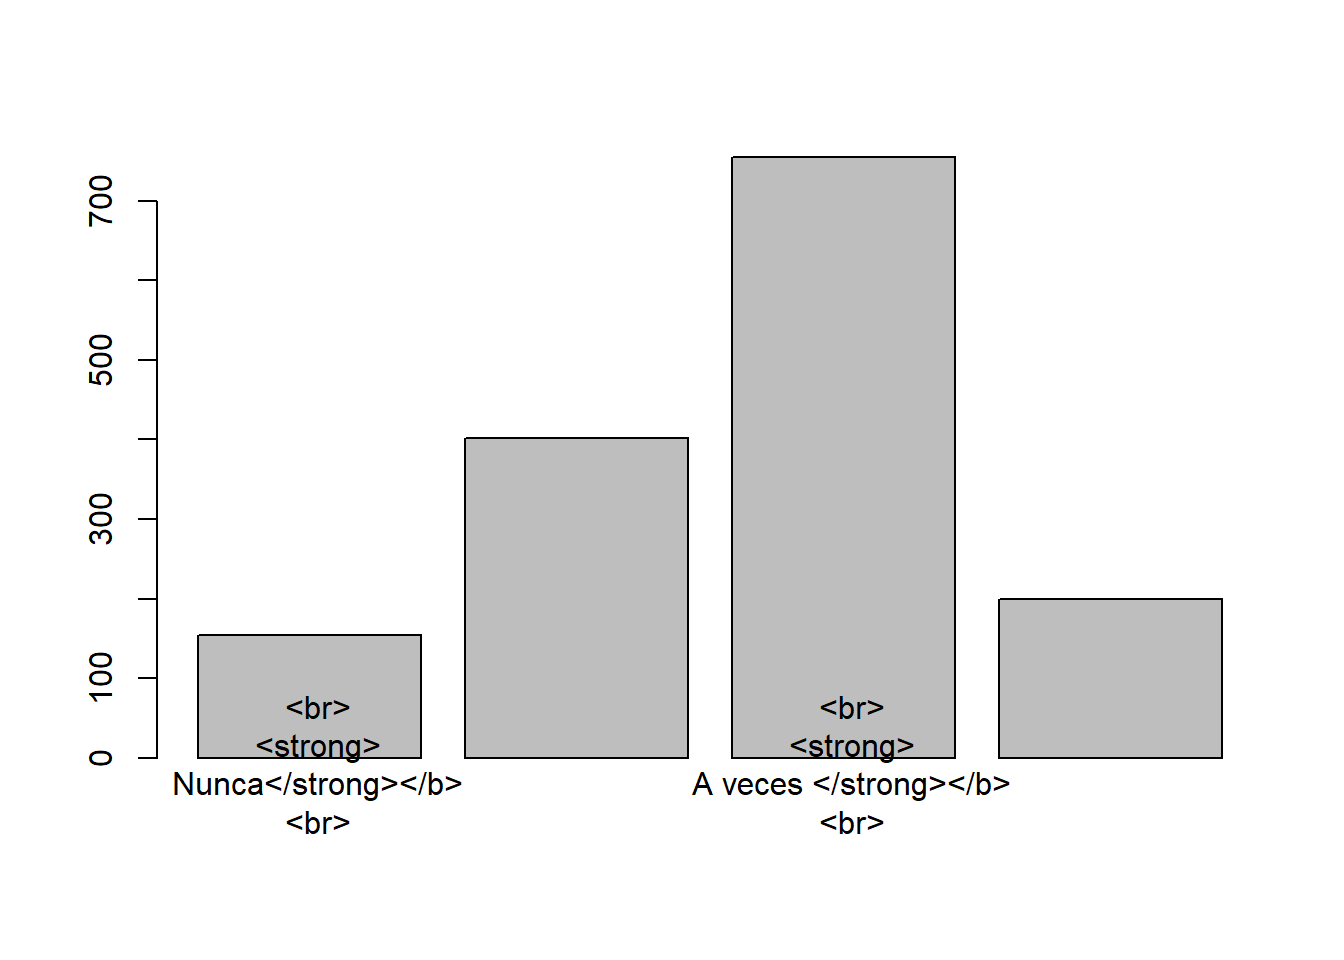 700
500
300
100
0
<br>
<strong>
Nunca</strong></b>
<br>
<br>
<strong>
A veces </strong></b>
<br>